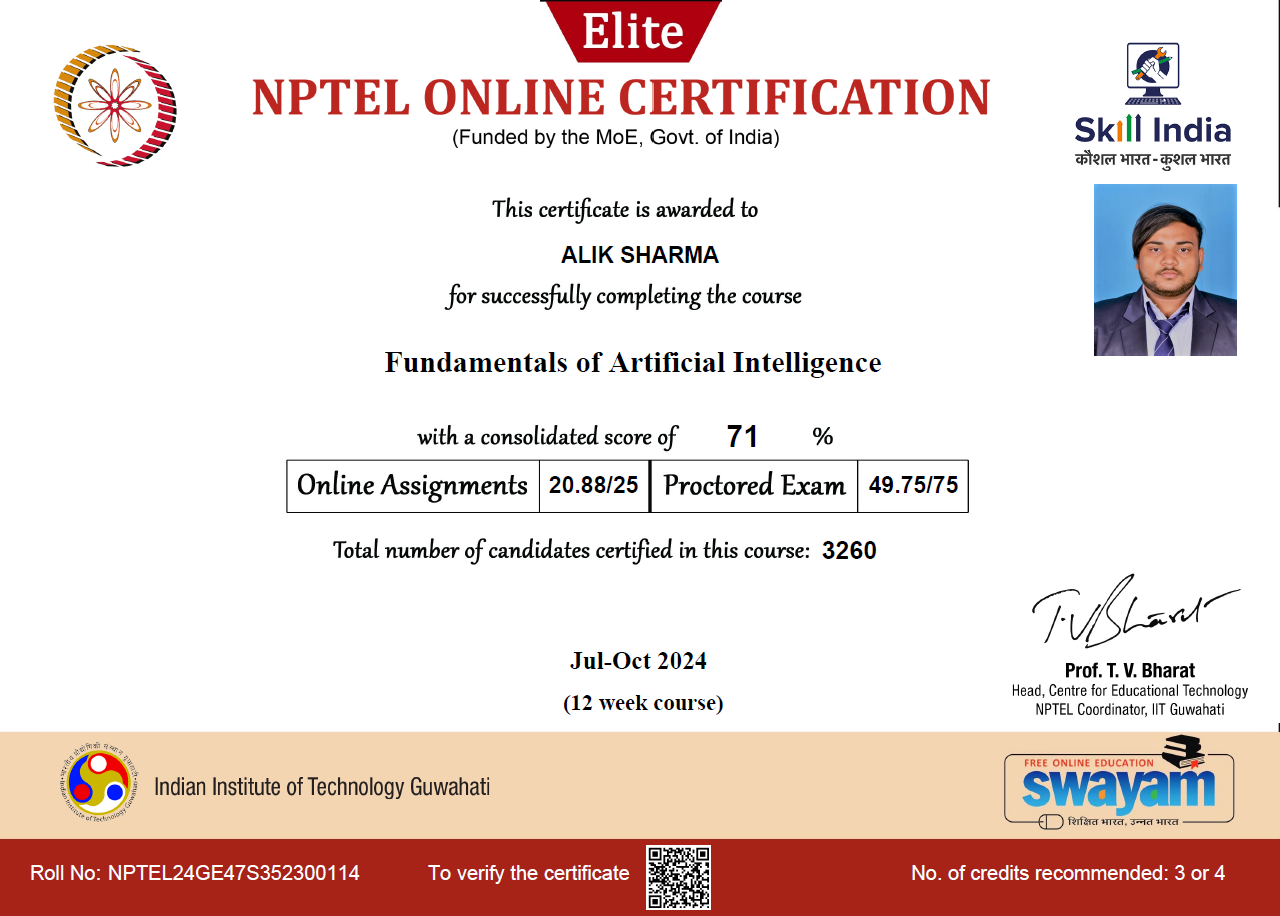 Elite
NPTEL ONLINE CERTIFICATION
(Funded by the MoE, Govt. of India)
Skill India
कौशल भारत - कुशल भारत
This certificate is awarded to
ALIK SHARMA
for successfully completing the course
Fundamentals of Artificial Intelligence
with a consolidated score of 71 %
Online Assignments 20.88/25 Proctored Exam 49.75/75
Total number of candidates certified in this course: 3260
T.V Bharat
Prof. T. V. Bharat
Head, Centre for Educational Technology
NPTEL Coordinator, IIT Guwahati
Jul-Oct 2024
(12 week course)
Indian Institute of Technology Guwahati
Indian Institute of Technology Guwahati
FREE ONLINE EDUCATION
swayam
शिक्षित भारत, उन्नत भारत
Roll No: NPTEL24GE47S352300114
To verify the certificate
No. of credits recommended: 3 or 4